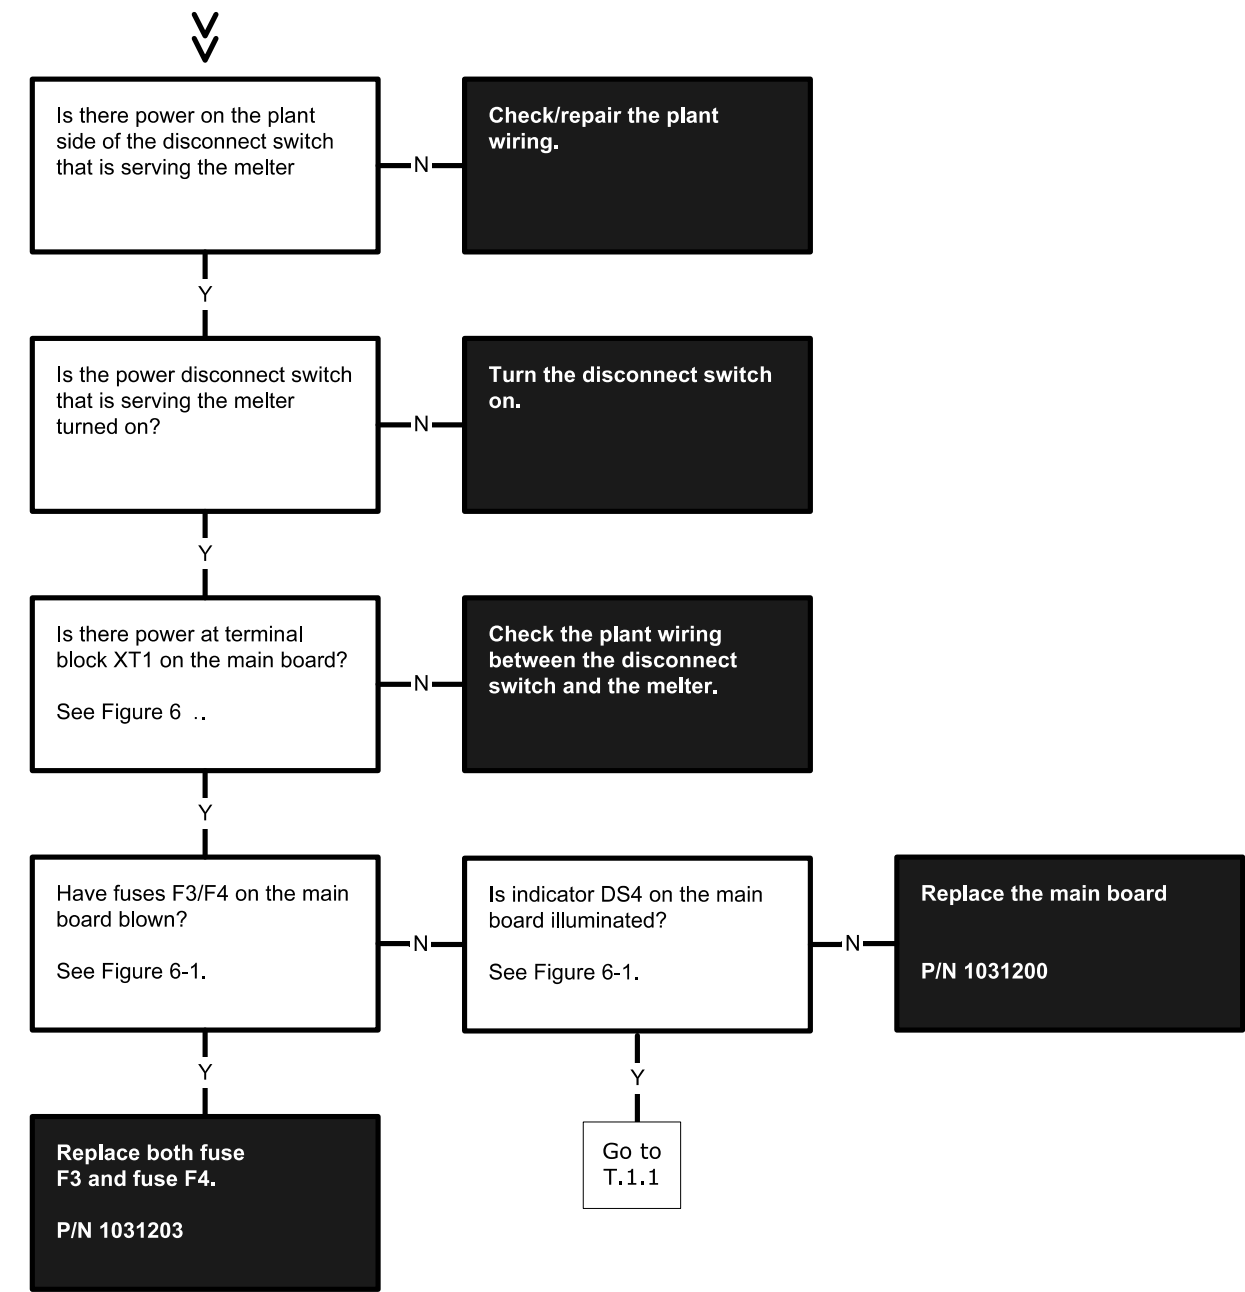 Is there power on the plant
side of the disconnect switch
that is serving the melter
N
Check/repair the plant
wiring.
Y
Is the power disconnect switch
that is serving the melter
turned on?
N
Turn the disconnect switch
on.
Y
Is there power at terminal
block XT1 on the main board?
See Figure 6 ..
N
Check the plant wiring
between the disconnect
switch and the melter.
Y
Have fuses F3/F4 on the main
board blown?
See Figure 6-1.
N
Is indicator DS4 on the main
board illuminated?
See Figure 6-1.
N
Replace the main board
P/N 1031200
Y
Y
Replace both fuse
F3 and fuse F4.
P/N 1031203
Go to
T.1.1